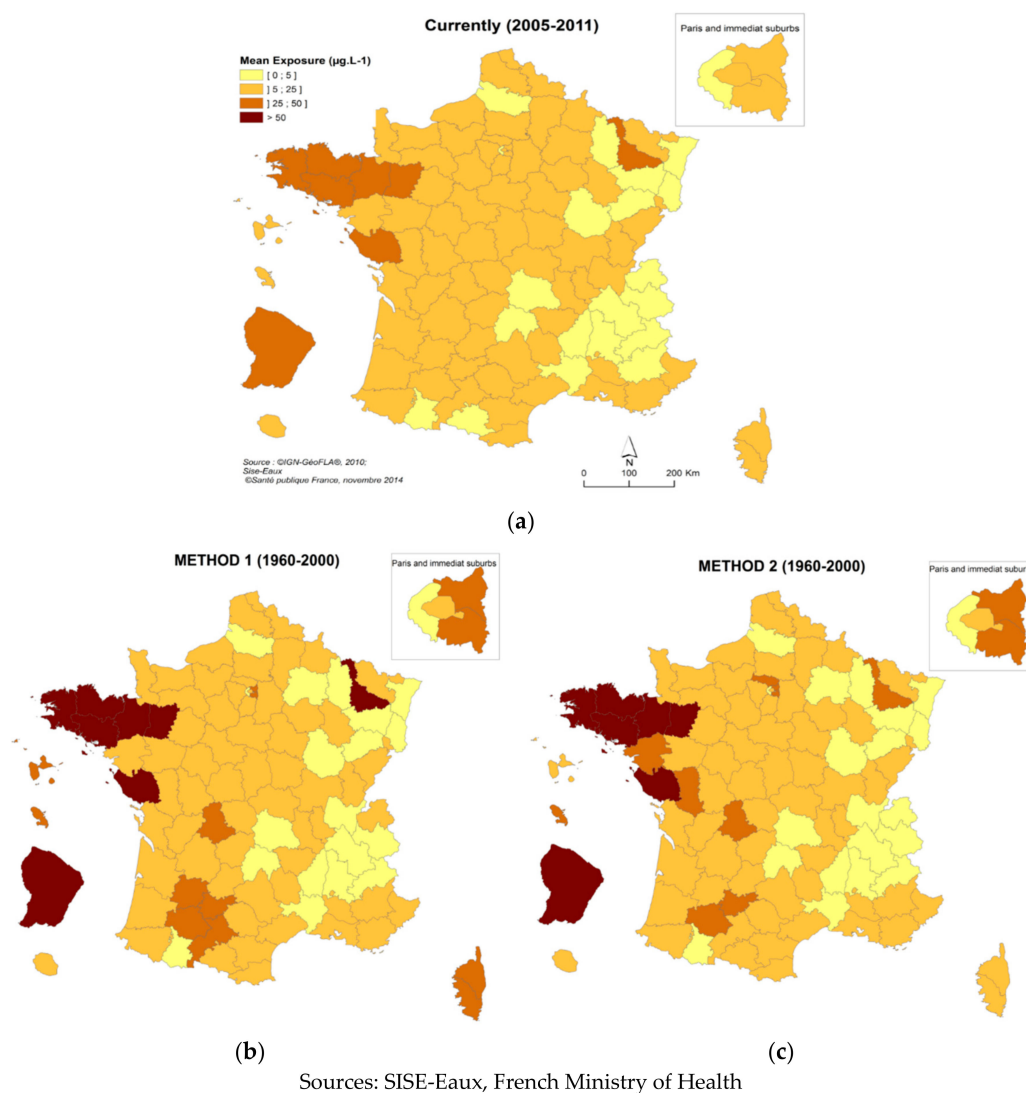 Currently (2005-2011)
Paris and immediat suburbs
Mean Exposure (µg.L-1)
[ 0 ; 5 ]
] 5 ; 25 ]
] 25 ; 50 ]
> 50
Source : ©IGN-GéoFLA®, 2010;
Sise-Eaux
©Santé publique France, novembre 2014
N
0 100 200 Km
(a)
METHOD 1 (1960-2000)
Paris and immediat suburbs
METHOD 2 (1960-2000)
Paris and immediat subur
(b)
(c)
Sources: SISE-Eaux, French Ministry of Health